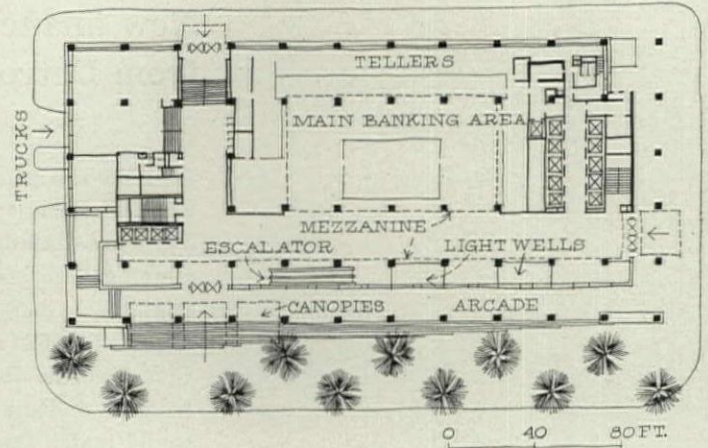 TELLERS
MAIN BANKING AREA
TRUCKS
MEZZANINE
ESCALATOR
LIGHT WELLS
CANOPIES
ARCADE
0 40 80 FT.